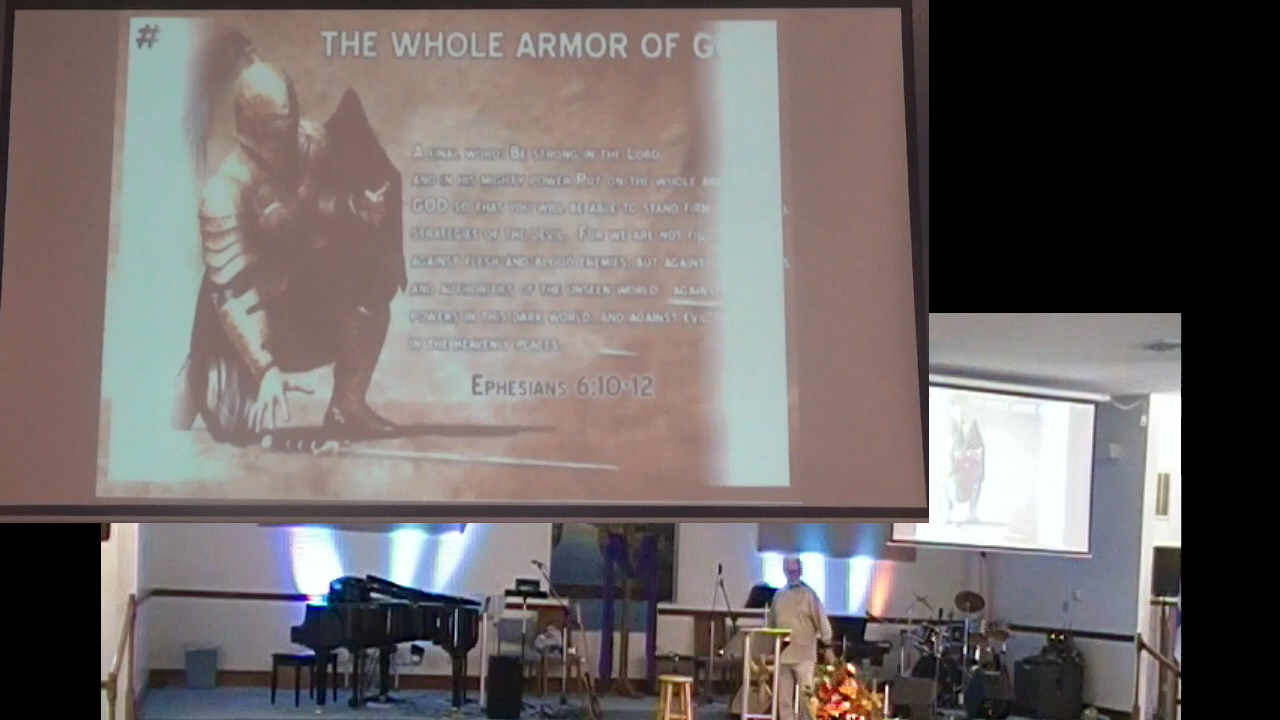 #
THE WHOLE ARMOR OF G
A FINAL WORD: BE STRONG IN THE LORD
AND IN HIS MIGHTY POWER PUT ON THE WHOLE
GOD SO THAT YOU WILL BE ABLE TO STAND FIRM
STRATEGIES OF THE DEVIL. FOR WE ARE NOT
AGAINST FLESH-AND-BLOOD ENEMIES, BUT AGAINT
AND AUTHORITIES OF THE UNSEEN WORLD. AGAINS
POWERS IN THIS DARK WORLD, AND AGAINST EVIL
IN THE HEAVENLY PLACES.
EPHESIANS 6:10-12